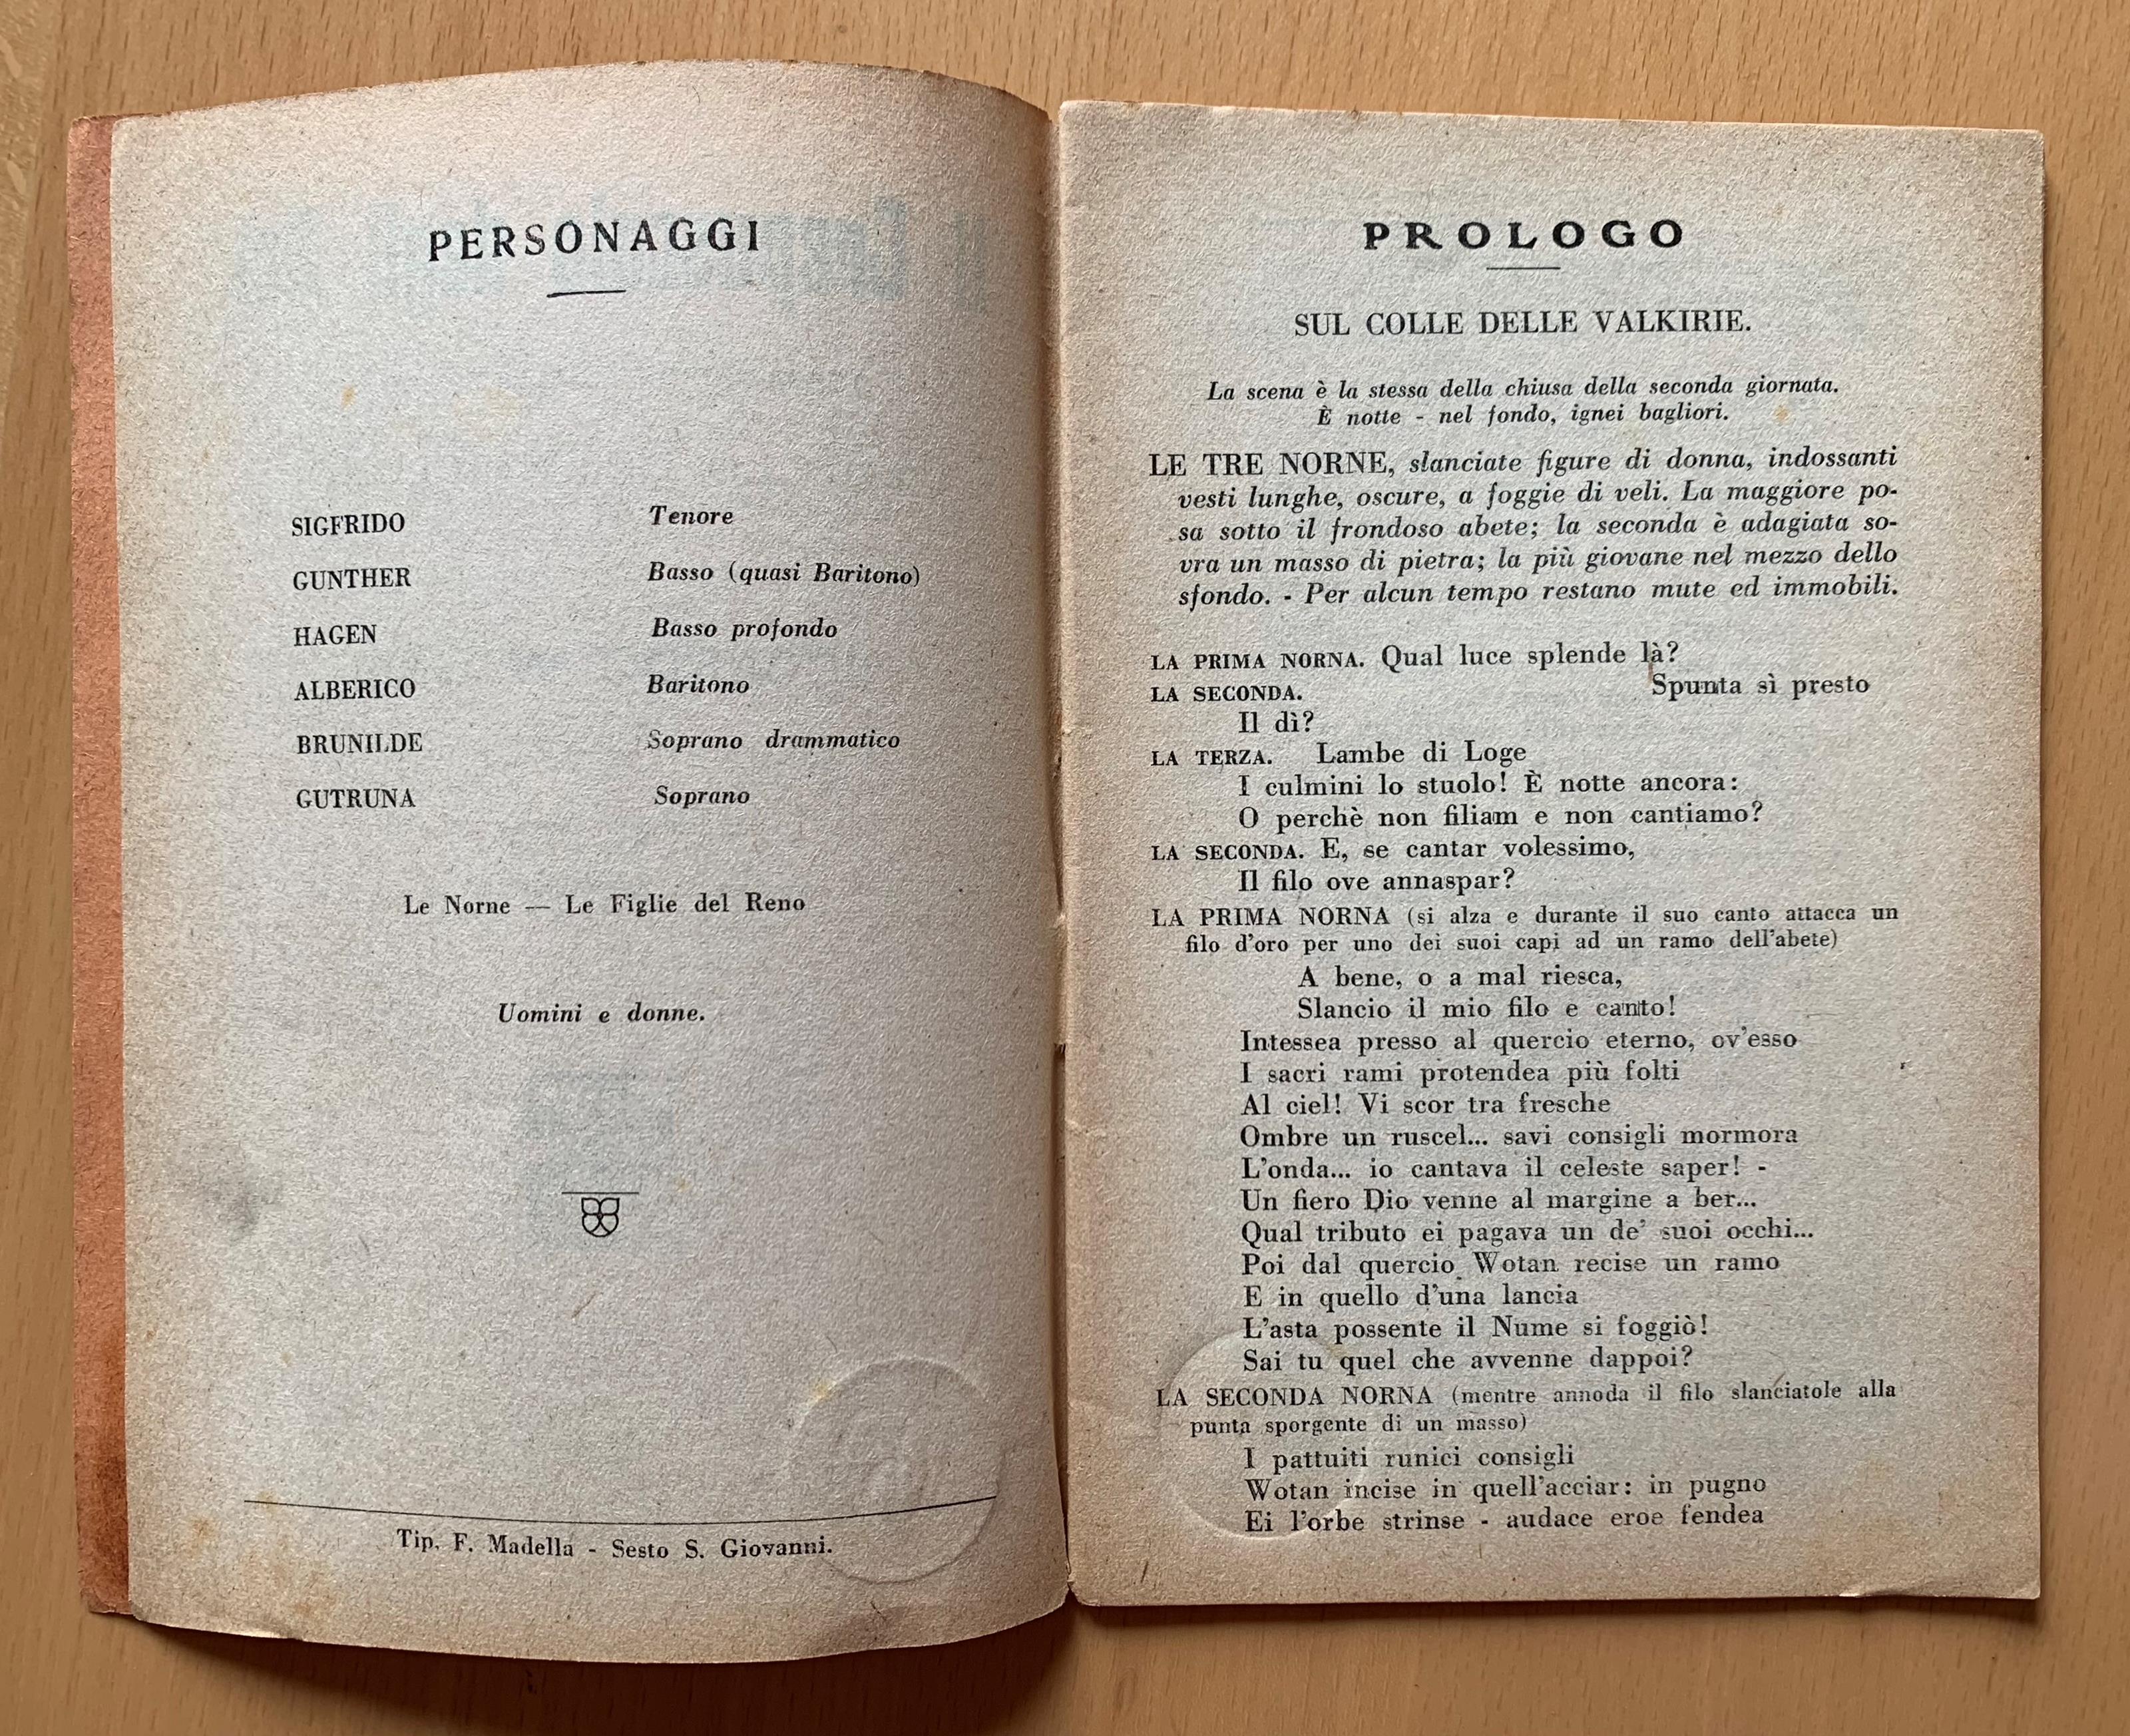 PERSONAGGI
SIGFRIDO Tenore
GUNTHER Basso (quasi Baritono)
HAGEN Basso profondo
ALBERICO Baritono
BRUNILDE Soprano drammatico
GUTRUNA Soprano
Le Norne — Le Figlie del Reno
Uomini e donne.
Tip. F. Madella - Sesto S. Giovanni.
PROLOGO
SUL COLLE DELLE VALKIRIE.
La scena è la stessa della chiusa della seconda giornata.
È notte - nel fondo, ignei bagliori.
LE TRE NORNE, slanciate figure di donna, indossanti
vesti lunghe, oscure, a foggie di veli. La maggiore po-
sa sotto il frondoso abete; la seconda è adagiata so-
vra un masso di pietra; la più giovane nel mezzo dello
sfondo. - Per alcun tempo restano mute ed immobili.
LA PRIMA NORNA. Qual luce splende là?
LA SECONDA. Spunta sì presto
Il dì?
LA TERZA. Lambe di Loge
I culmini lo stuolo! È notte ancora:
O perchè non filiam e non cantiamo?
LA SECONDA. E, se cantar volessimo,
Il filo ove annaspar?
LA PRIMA NORNA (si alza e durante il suo canto attacca un
filo d'oro per uno dei suoi capi ad un ramo dell'abete)
A bene, o a mal riesca,
Slancio il mio filo e canto!
Intessea presso al quercio eterno, ov'esso
I sacri rami protendea più folti
Al ciel! Vi scor tra fresche
Ombre un ruscel... savi consigli mormora
L'onda... io cantava il celeste saper! -
Un fiero Dio venne al margine a ber...
Qual tributo ei pagava un de' suoi occhi...
Poi dal quercio Wotan recise un ramo
E in quello d'una lancia
L'asta possente il Nume si foggiò!
Sai tu quel che avvenne dappoi?
LA SECONDA NORNA (mentre annoda il filo slanciatole alla
punta sporgente di un masso)
I pattuiti runici consigli
Wotan incise in quell'acciar: in pugno
Ei l'orbe strinse - audace eroe fendea